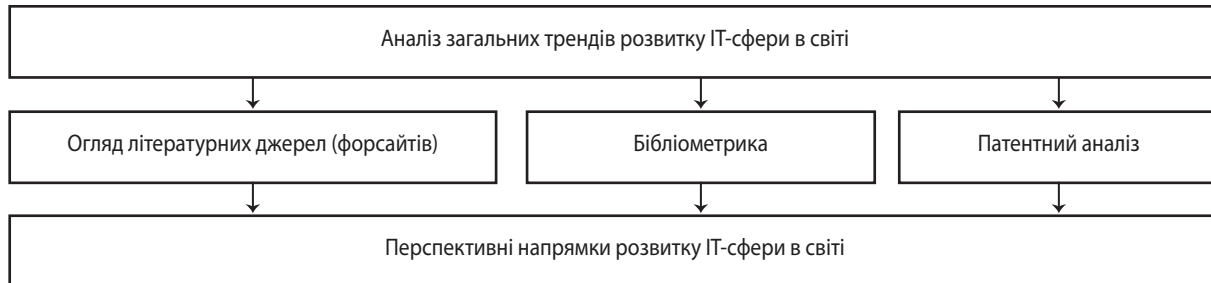 Аналіз загальних трендів розвитку ІТ-сфери в світі
Огляд літературних джерел (форсайтів)
Бібліометрика
Патентний аналіз
Перспективні напрямки розвитку ІТ-сфери в світі